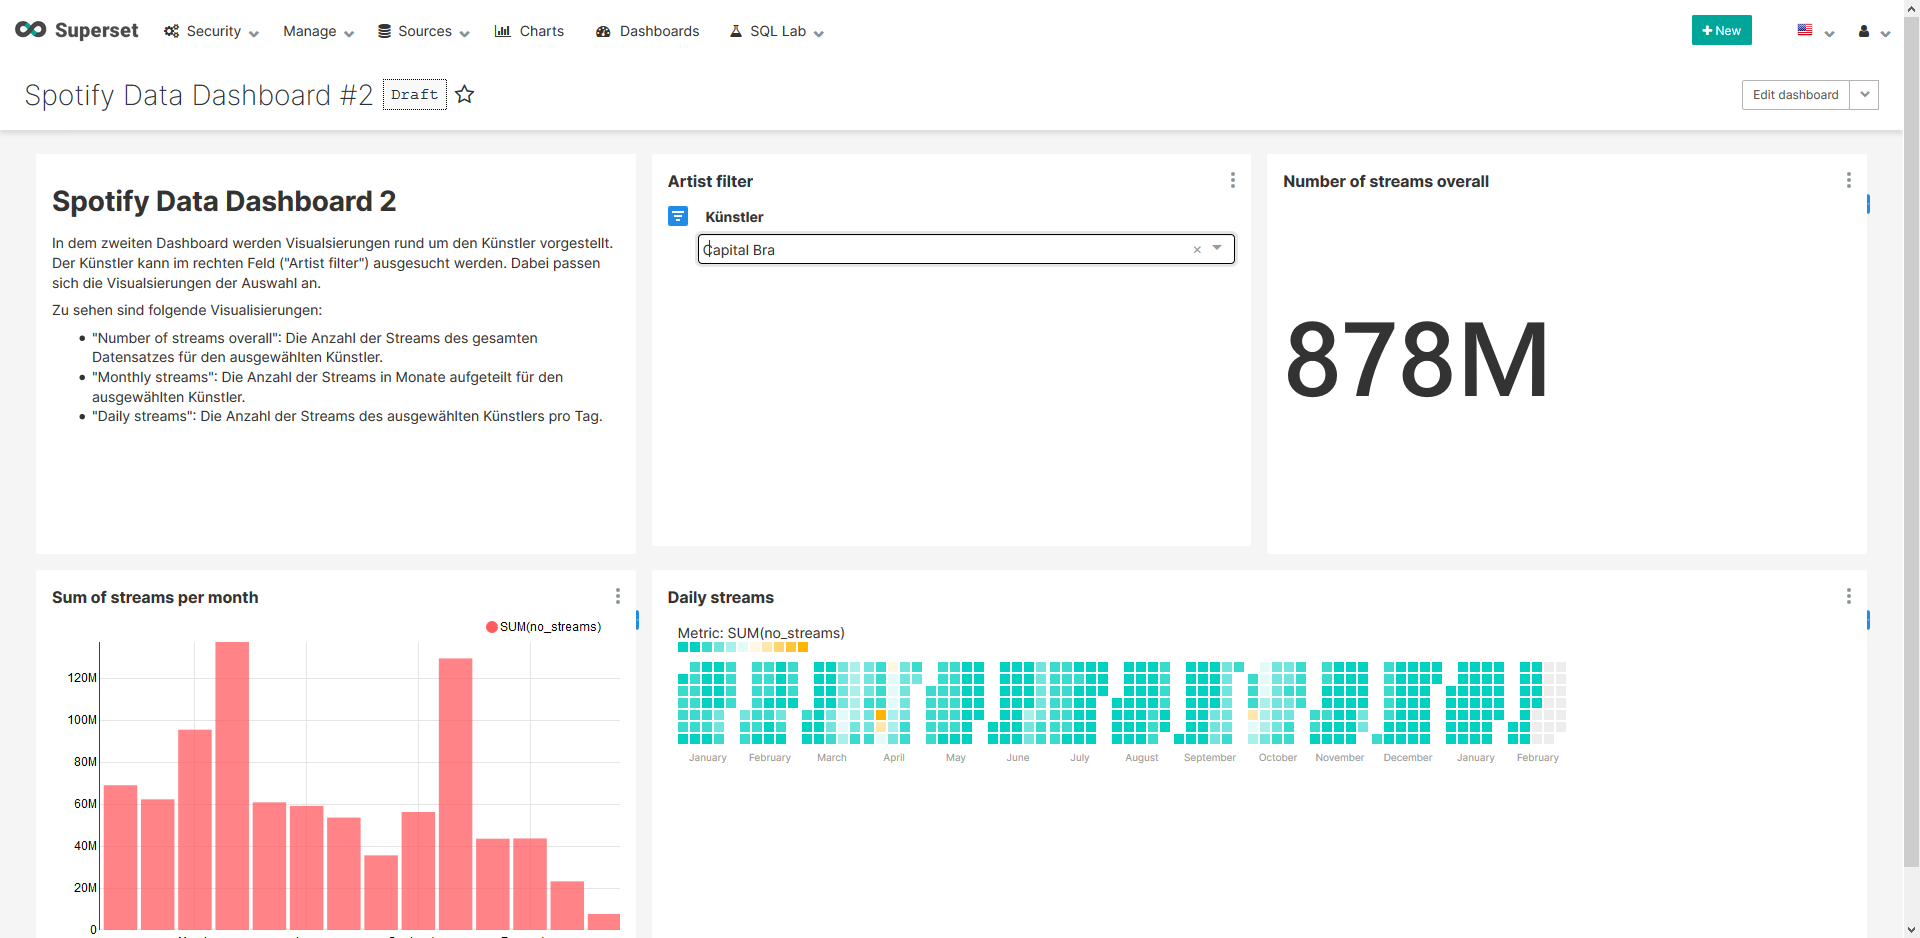 Superset Security Manage Sources Charts Dashboards SQL Lab + New
Spotify Data Dashboard #2 Draft Edit dashboard
Spotify Data Dashboard 2
In dem zweiten Dashboard werden Visualsierungen rund um den Künstler vorgestellt.
Der Künstler kann im rechten Feld ("Artist filter") ausgesucht werden. Dabei passen
sich die Visualsierungen der Auswahl an.
Zu sehen sind folgende Visualisierungen:
• "Number of streams overall": Die Anzahl der Streams des gesamten
Datensatzes für den ausgewählten Künstler.
• "Monthly streams": Die Anzahl der Streams in Monate aufgeteilt für den
ausgewählten Künstler.
• "Daily streams": Die Anzahl der Streams des ausgewählten Künstlers pro Tag.
Artist filter
Künstler
Capital Bra
Number of streams overall
878M
Sum of streams per month
SUM(no_streams)
120M
100M
80M
60M
40M
20M
0
Daily streams
Metric: SUM(no_streams)
January February March April May June July August September October November December January February